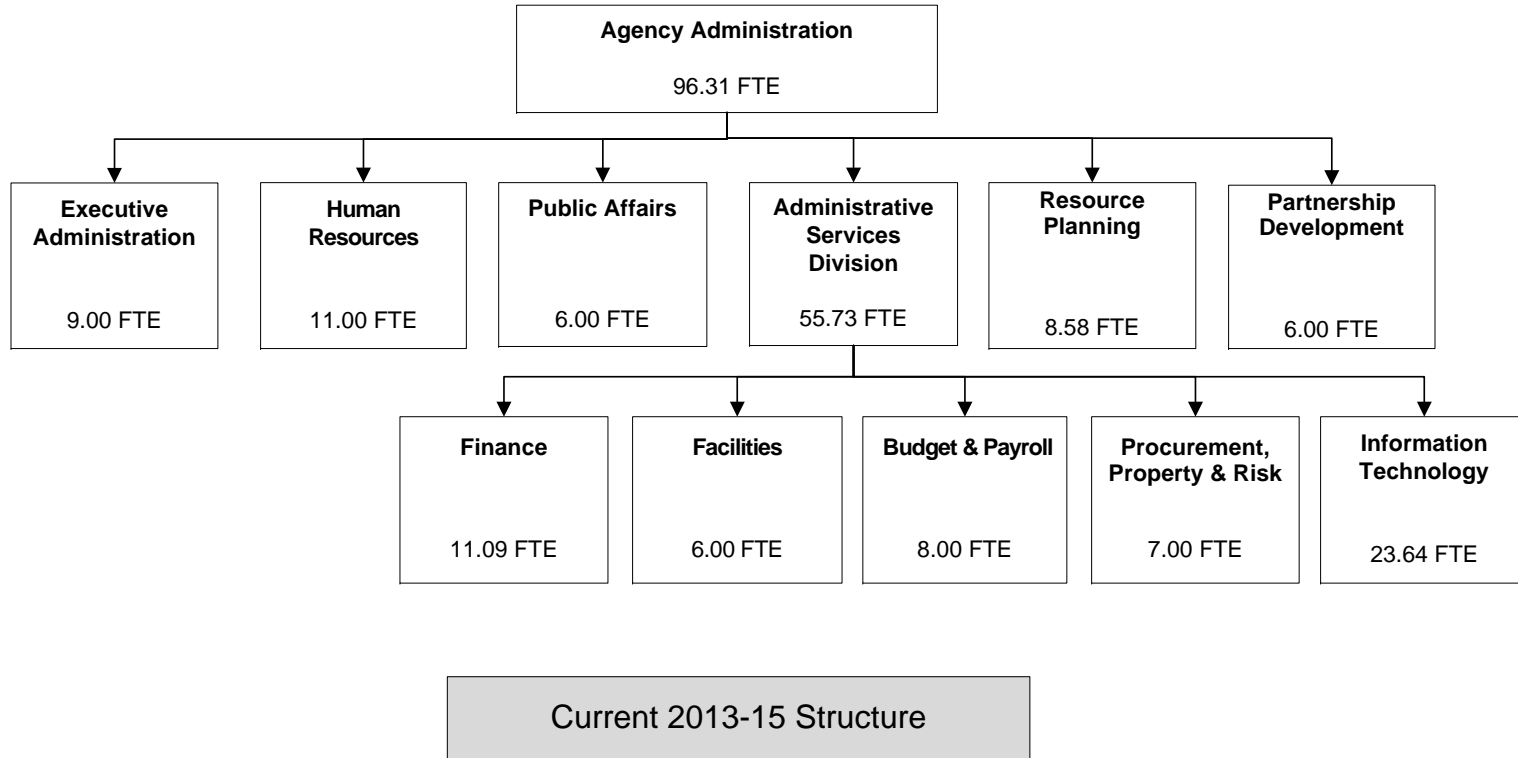 Agency Administration
96.31 FTE
Executive
Administration
9.00 FTE
Human
Resources
11.00 FTE
Public Affairs
6.00 FTE
Administrative
Services
Division
55.73 FTE
Resource
Planning
8.58 FTE
Partnership
Development
6.00 FTE
Finance
11.09 FTE
Facilities
6.00 FTE
Budget & Payroll
8.00 FTE
Procurement,
Property & Risk
7.00 FTE
Information
Technology
23.64 FTE
Current 2013-15 Structure